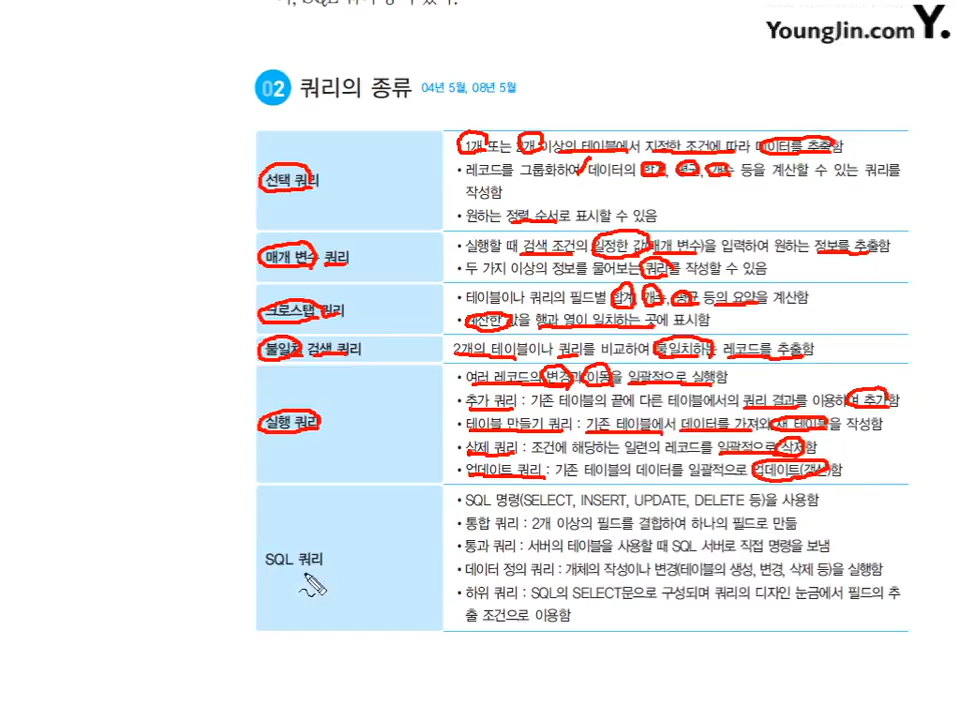 YoungJin.com Y.
02 쿼리의 종류 04년 5월, 08년 5월
선택 쿼리
• 1개 또는 2개 이상의 테이블에서 지정한 조건에 따라 데이터를 추출함
• 레코드를 그룹화하여 데이터의 합계, 평균, 개수 등을 계산할 수 있는 쿼리를
작성함
• 원하는 정렬 순서로 표시할 수 있음
매개 변수 쿼리
• 실행할 때 검색 조건의 일정한 값(매개 변수)을 입력하여 원하는 정보를 추출함
• 두 가지 이상의 정보를 물어보는 쿼리를 작성할 수 있음
크로스탭 쿼리
• 테이블이나 쿼리의 필드별 합계, 개수, 평균 등의 요약을 계산함
• 계산한 값을 행과 열이 일치하는 곳에 표시함
불일치 검색 쿼리
2개의 테이블이나 쿼리를 비교하여 불일치하는 레코드를 추출함
실행 쿼리
• 여러 레코드의 변경과 이동을 일괄적으로 실행함
• 추가 쿼리 : 기존 테이블의 끝에 다른 테이블에서의 쿼리 결과를 이용하여 추가함
• 테이블 만들기 쿼리 : 기존 테이블에서 데이터를 가져와 새 테이블을 작성함
• 삭제 쿼리 : 조건에 해당하는 일련의 레코드를 일괄적으로 삭제함
• 업데이트 쿼리 : 기존 테이블의 데이터를 일괄적으로 업데이트(갱신)함
SQL 쿼리
• SQL 명령(SELECT, INSERT, UPDATE, DELETE 등)을 사용함
• 통합 쿼리 : 2개 이상의 필드를 결합하여 하나의 필드로 만듦
• 통과 쿼리 : 서버의 테이블을 사용할 때 SQL 서버로 직접 명령을 보냄
• 데이터 정의 쿼리 : 개체의 작성이나 변경(테이블의 생성, 변경, 삭제 등)을 실행함
• 하위 쿼리 : SQL의 SELECT문으로 구성되며 쿼리의 디자인 눈금에서 필드의 추
출 조건으로 이용함